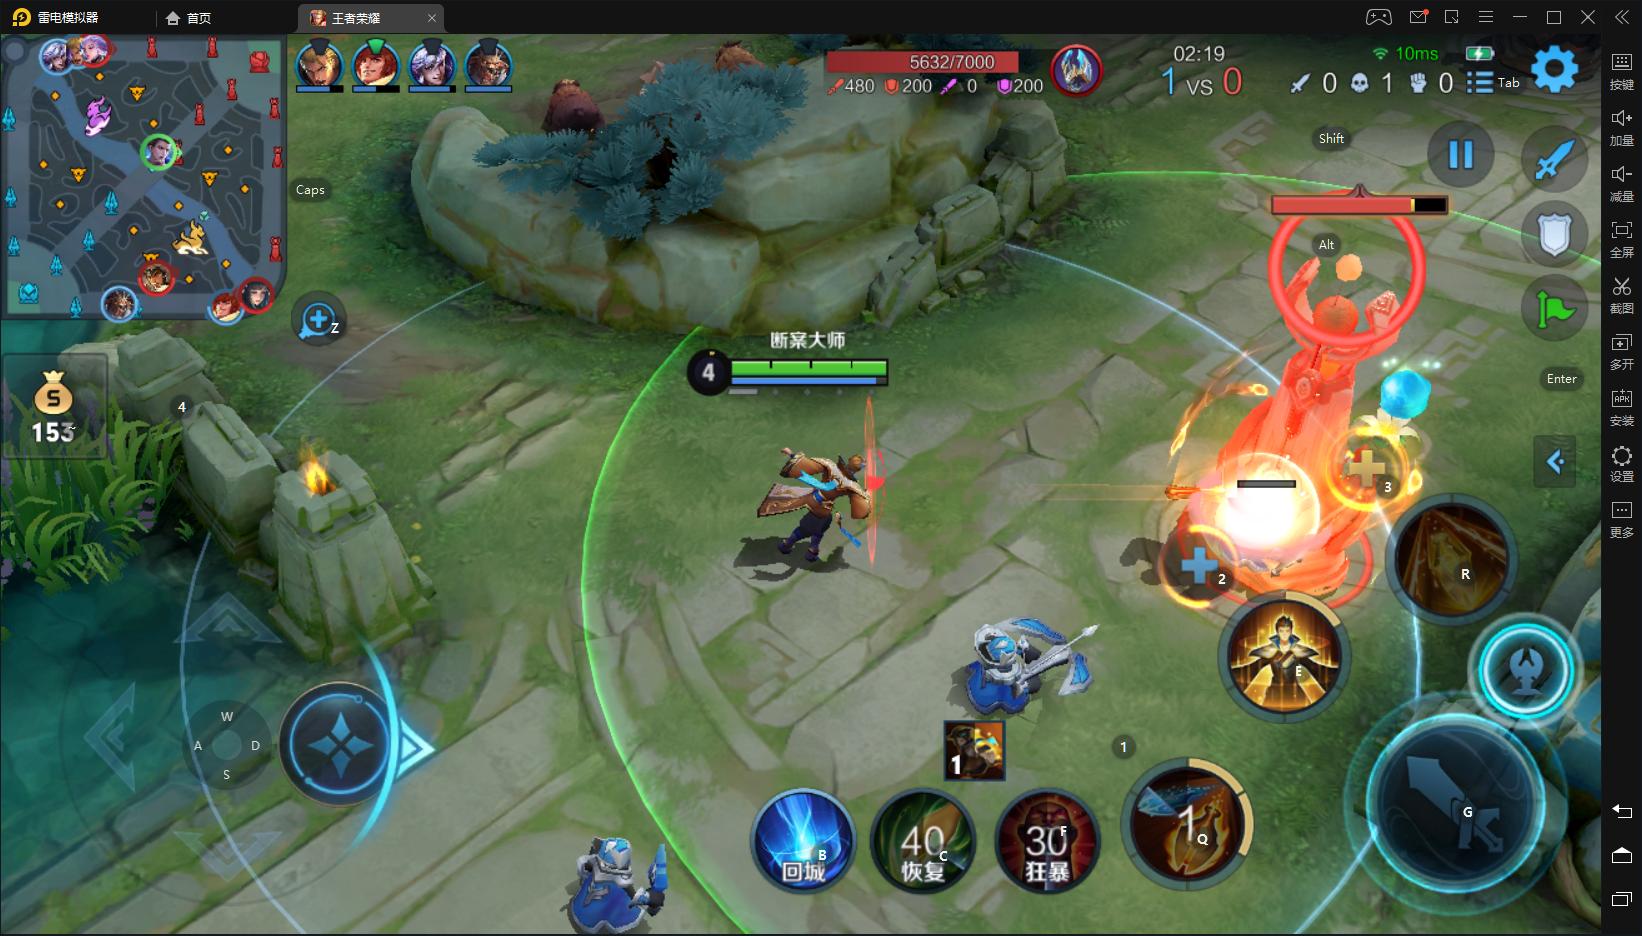 雷电模拟器
首页
王者荣耀
5632/7000
480 200 0 200
02:19
1 VS 0
10ms
0 1 0
Tab
按键
加量
减量
全屏
截图
多开
安装
设置
更多
Shift
Caps
Alt
Z
Enter
断案大师
4
S
153
4
3
2
R
E
W
A
D
S
1
1
G
B
回城
40
C
恢复
30
F
狂暴
1
Q
APK